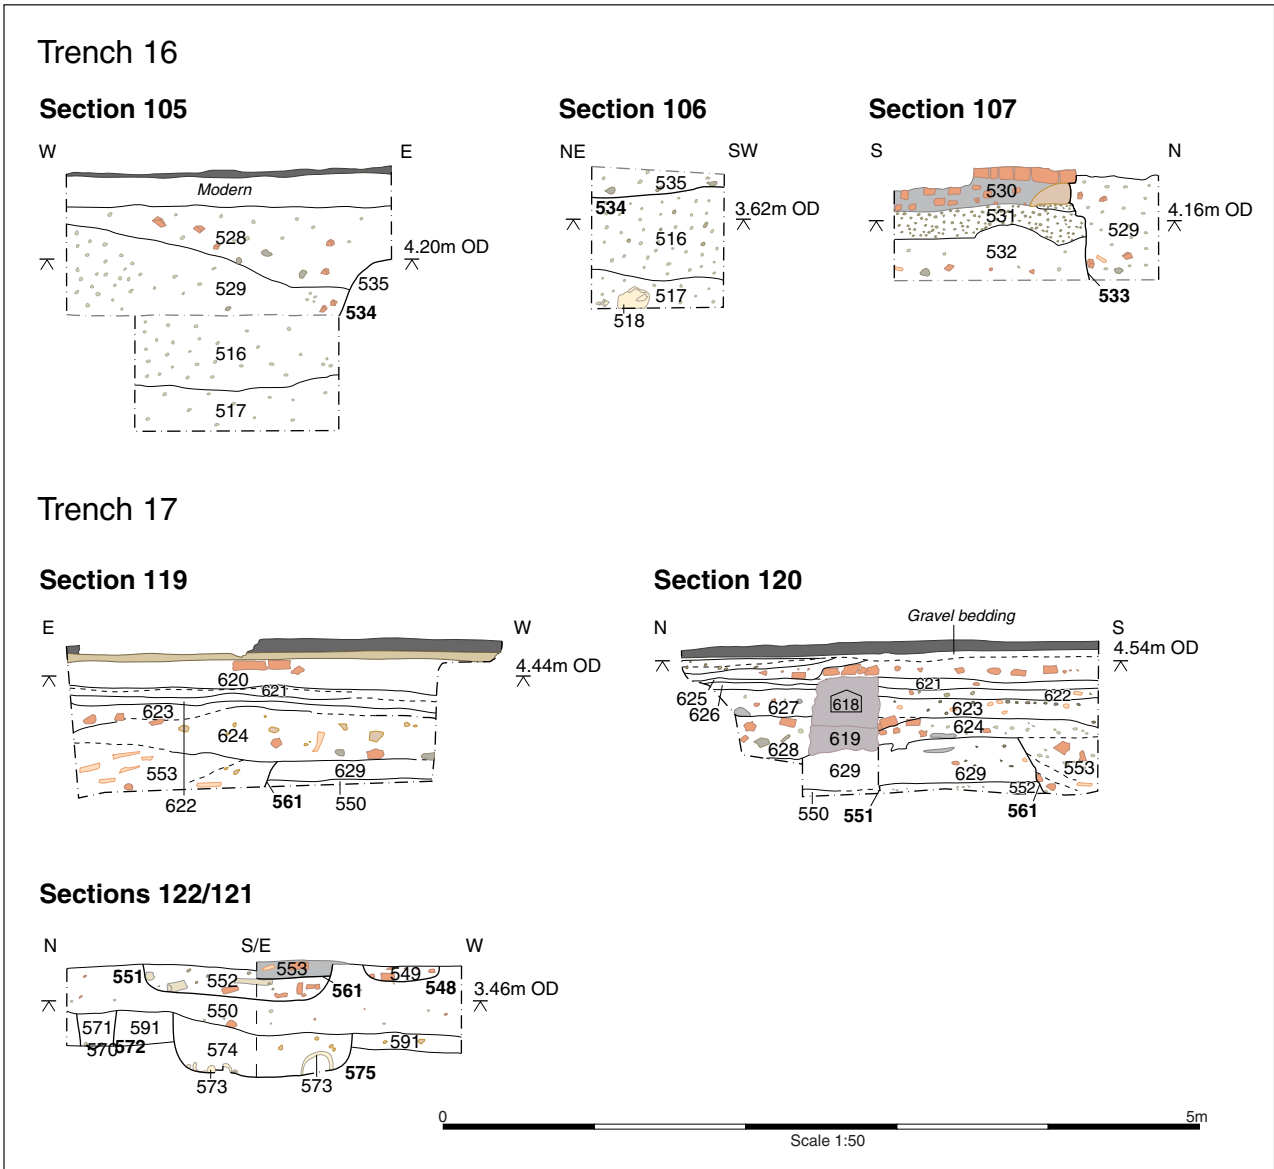 Trench 16
Section 105
Section 106
Section 107
W
E
NE
SW
S
N
Modern
528
529
535
534
516
517
4.20m OD
535
534
516
517
518
3.62m OD
530
531
532
529
533
4.16m OD
Trench 17
Section 119
Section 120
E
W
4.44m OD
620
621
623
624
553
629
622
561
550
Gravel bedding
N
S
4.54m OD
625
626
627
628
618
619
629
621
622
623
624
629
552
553
550
551
561
Sections 122/121
N
S/E
W
551
552
553
561
549
548
3.46m OD
550
571
591
570
572
574
591
573
573
575
0
5m
Scale 1:50